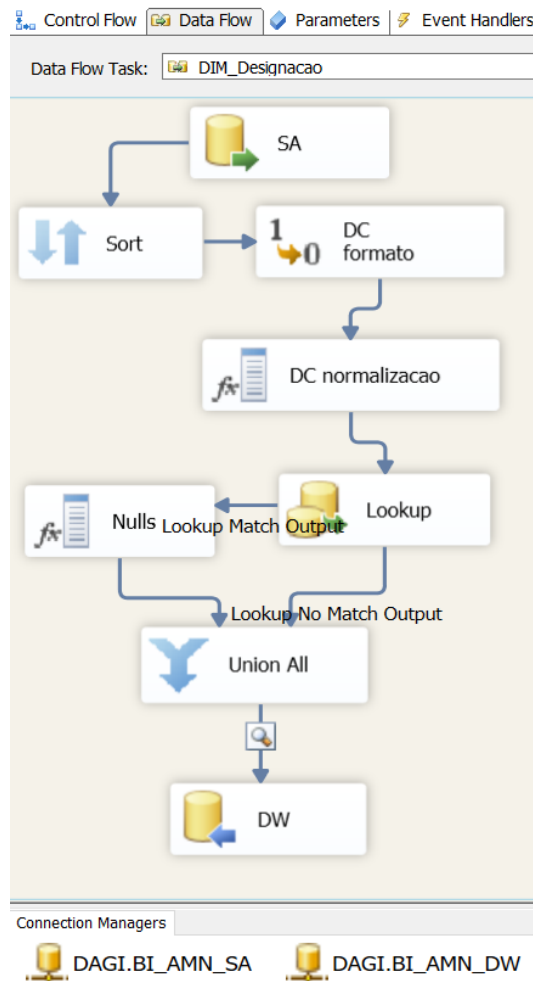 Control Flow
Data Flow
Parameters
Event Handlers
Data Flow Task:
DIM_Designacao
SA
Sort
DC
formato
DC normalizacao
Lookup
Nulls
Lookup Match Output
Lookup No Match Output
Union All
DW
Connection Managers
DAGI.BI_AMN_SA
DAGI.BI_AMN_DW